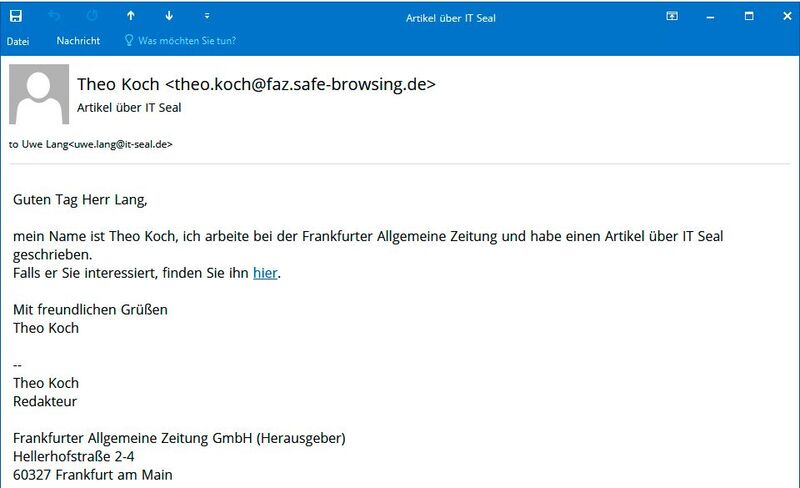 Artikel über IT Seal
Datei Nachricht Was möchten Sie tun?
Theo Koch <theo.koch@faz.safe-browsing.de>
Artikel über IT Seal
to Uwe Lang<uwe.lang@it-seal.de>
Guten Tag Herr Lang,
mein Name ist Theo Koch, ich arbeite bei der Frankfurter Allgemeine Zeitung und habe einen Artikel über IT Seal
geschrieben.
Falls er Sie interessiert, finden Sie ihn hier.
Mit freundlichen Grüßen
Theo Koch
--
Theo Koch
Redakteur
Frankfurter Allgemeine Zeitung GmbH (Herausgeber)
Hellerhofstraße 2-4
60327 Frankfurt am Main